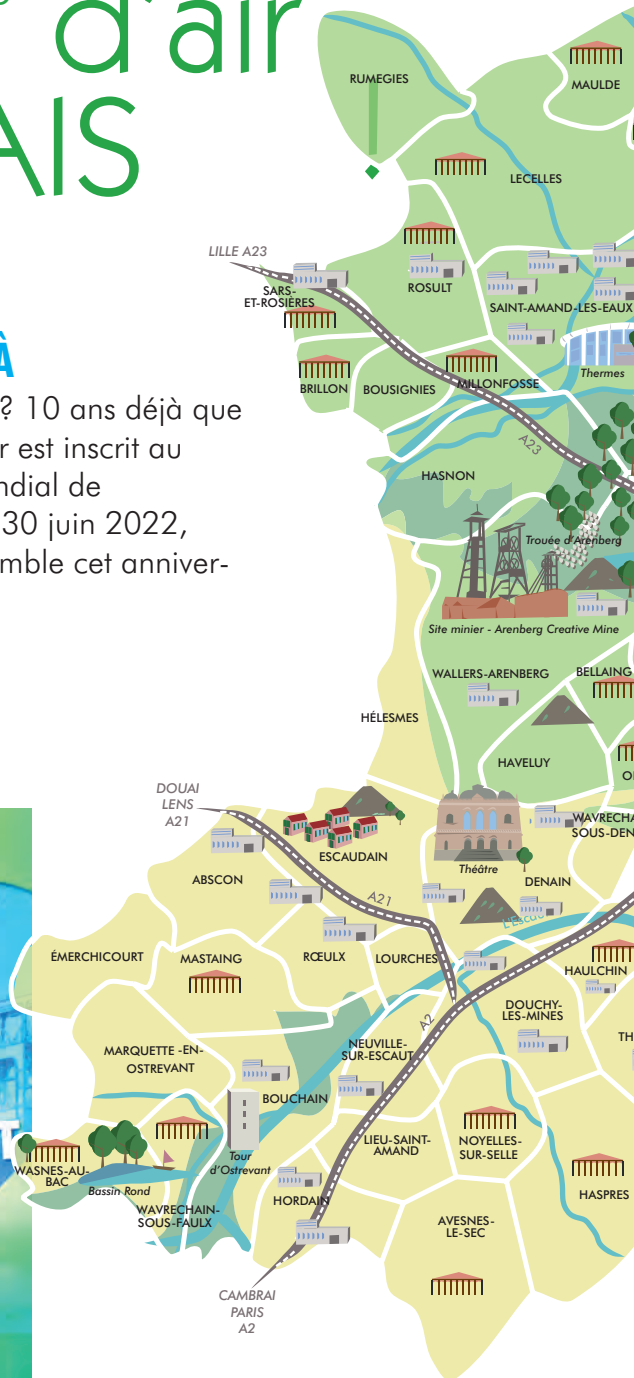 d'air
AIS
À
? 10 ans déjà que
r est inscrit au
ndial de
30 juin 2022,
mble cet anniver-
RUMEGIES
MAULDE
LECELLES
LILLE A23
SARS-
ET-ROSIÈRES
ROSULT
SAINT-AMAND-LES-EAUX
Thermes
BRILLON
BOUSIGNIES
MILLONFOSSE
A23
HASNON
Trouée d'Arenberg
Site minier - Arenberg Creative Mine
WALLERS-ARENBERG
BELLAING
HÉLESMES
HAVELUY
O
DOUAI
LENS
A21
WAVRECHA
SOUS-DEN
ESCAUDAIN
Théâtre
ABSCON
DENAIN
A21
L'Escau
ÉMERCHICOURT
MASTAING
RŒULX
LOURCHES
HAULCHIN
DOUCHY-
LES-MINES
A2
TH
MARQUETTE -EN-
OSTREVANT
NEUVILLE-
SUR-ESCAUT
BOUCHAIN
T
LIEU-SAINT-
AMAND
NOYELLES-
SUR-SELLE
WASNES-AU-
BAC
Bassin Rond
Tour
d'Ostrevant
HORDAIN
HASPRES
WAVRECHAIN-
SOUS-FAULX
AVESNES-
LE-SEC
CAMBRAI
PARIS
A2